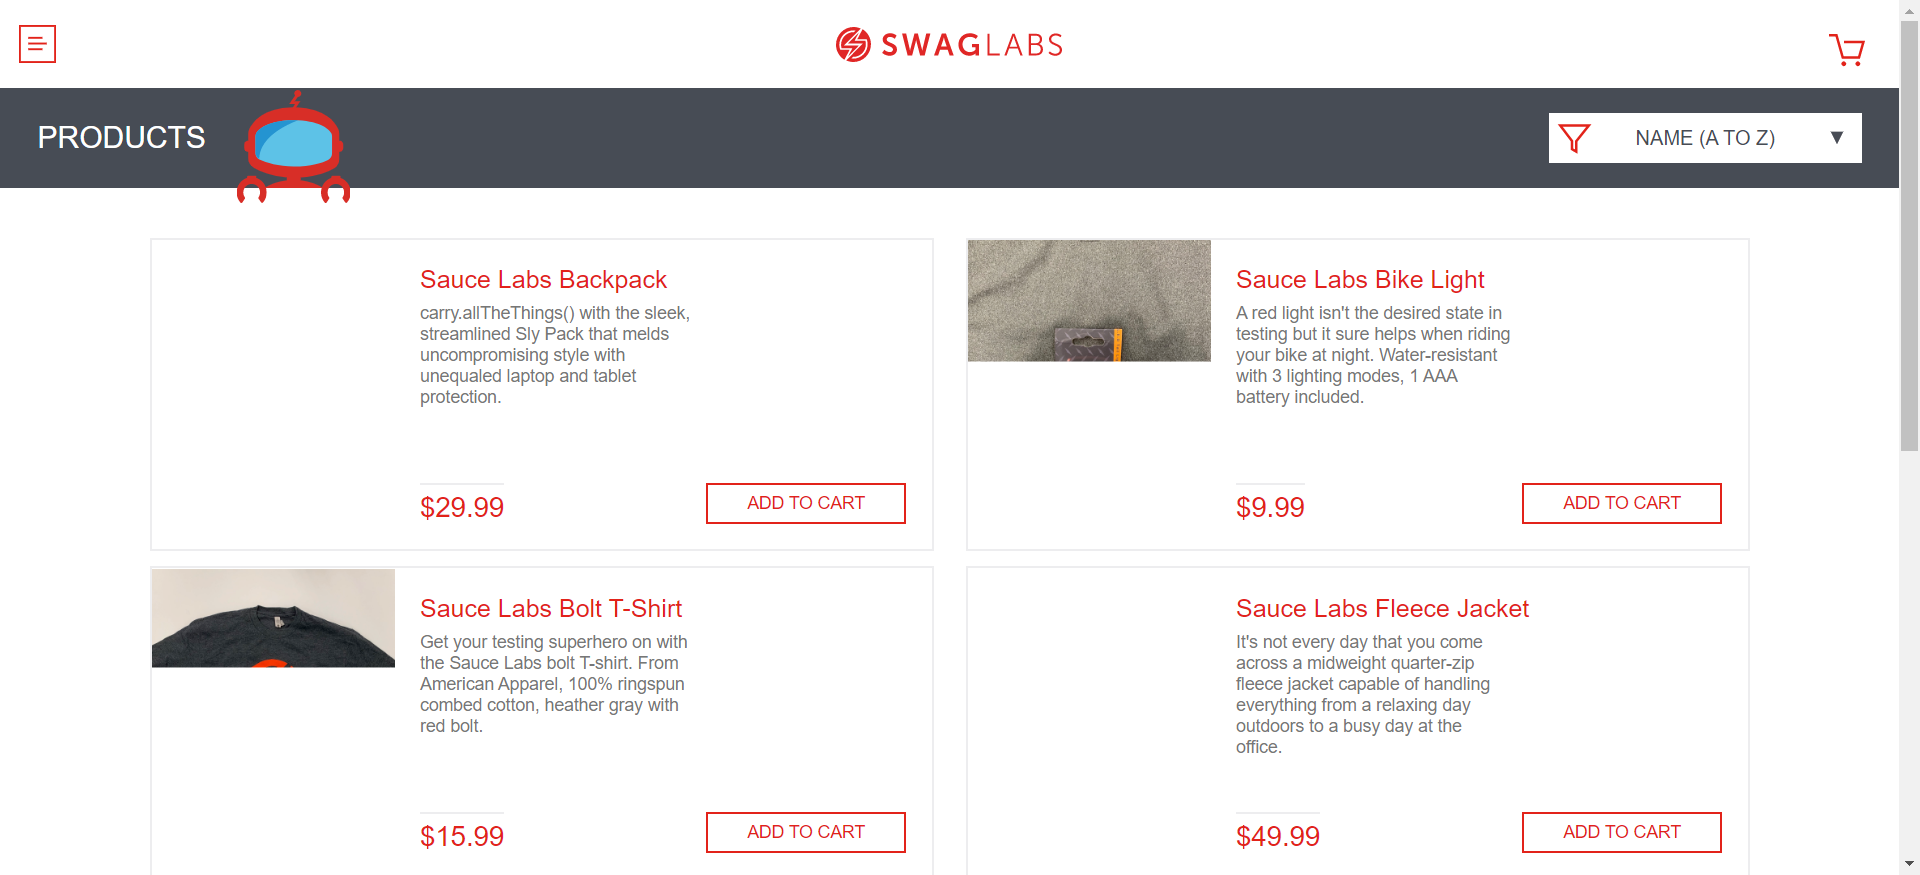 SWAGLABS
PRODUCTS
NAME (A TO Z)
Sauce Labs Backpack
carry.allTheThings() with the sleek,
streamlined Sly Pack that melds
uncompromising style with
unequaled laptop and tablet
protection.
$29.99
ADD TO CART
Sauce Labs Bike Light
A red light isn't the desired state in
testing but it sure helps when riding
your bike at night. Water-resistant
with 3 lighting modes, 1 AAA
battery included.
$9.99
ADD TO CART
Sauce Labs Bolt T-Shirt
Get your testing superhero on with
the Sauce Labs bolt T-shirt. From
American Apparel, 100% ringspun
combed cotton, heather gray with
red bolt.
$15.99
ADD TO CART
Sauce Labs Fleece Jacket
It's not every day that you come
across a midweight quarter-zip
fleece jacket capable of handling
everything from a relaxing day
outdoors to a busy day at the
office.
$49.99
ADD TO CART